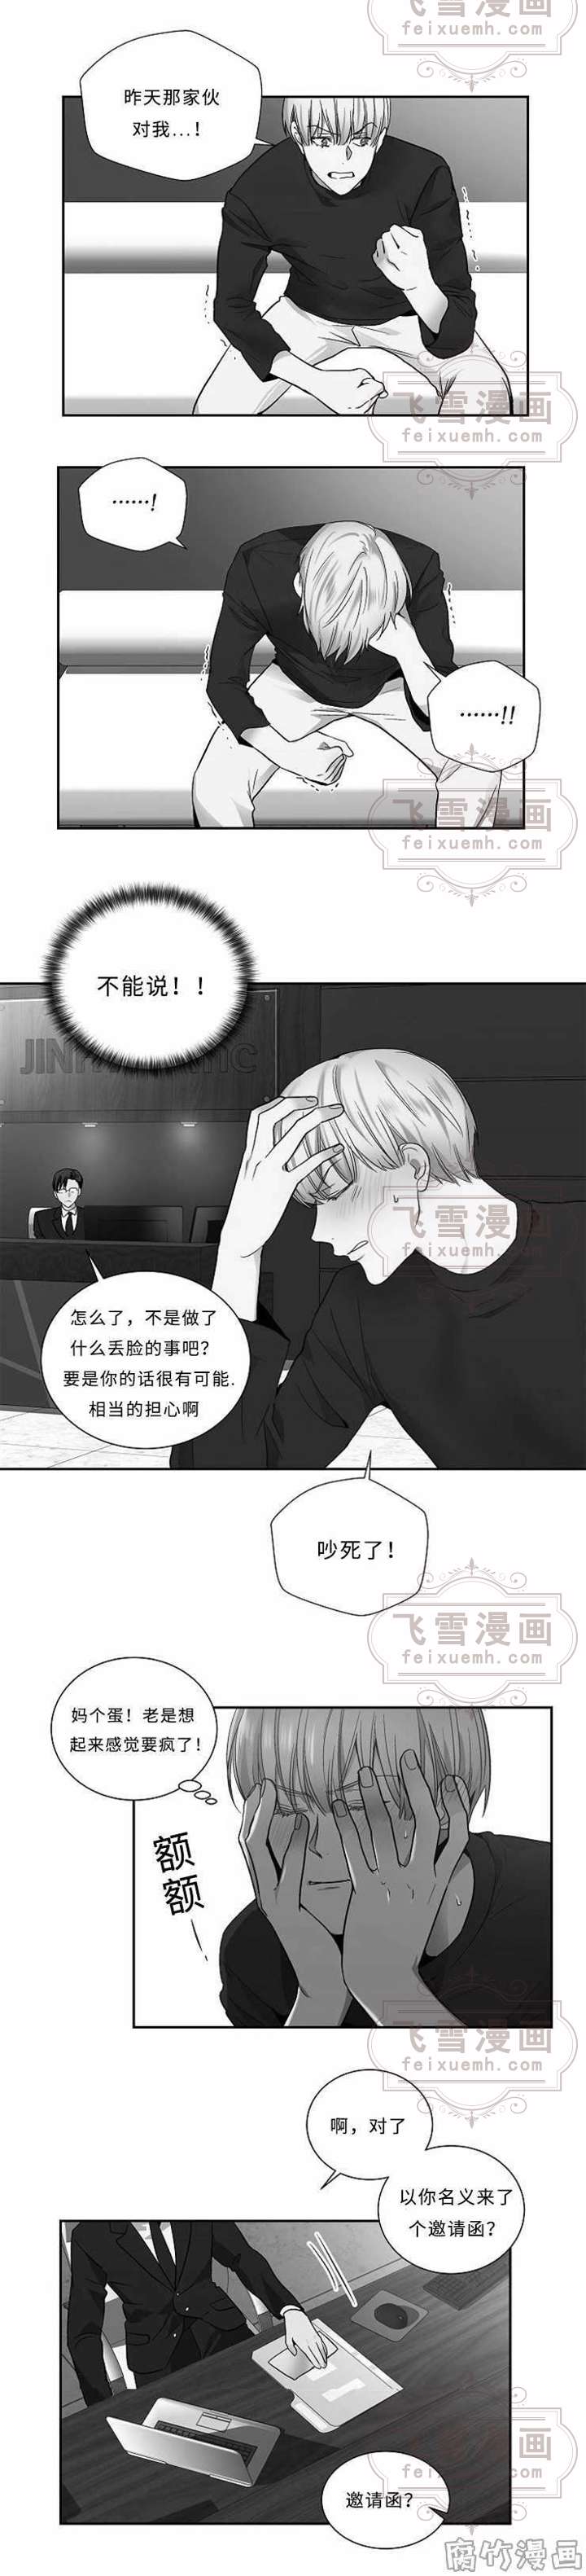 飞雪漫画
feixuemh.com
昨天那家伙
对我...！
飞雪漫画
feixuemh.com
……!
……!!
飞雪漫画
feixuemh.com
不能说！！
飞雪漫画
feixuemh.com
怎么了，不是做了
什么丢脸的事吧？
要是你的话很有可能.
相当的担心啊
吵死了！
飞雪漫画
feixuemh.com
妈个蛋！老是想
起来感觉要疯了！
额
额
飞雪漫画
feixuemh.com
啊，对了
以你名义来了
个邀请函？
邀请函？
腐竹漫画